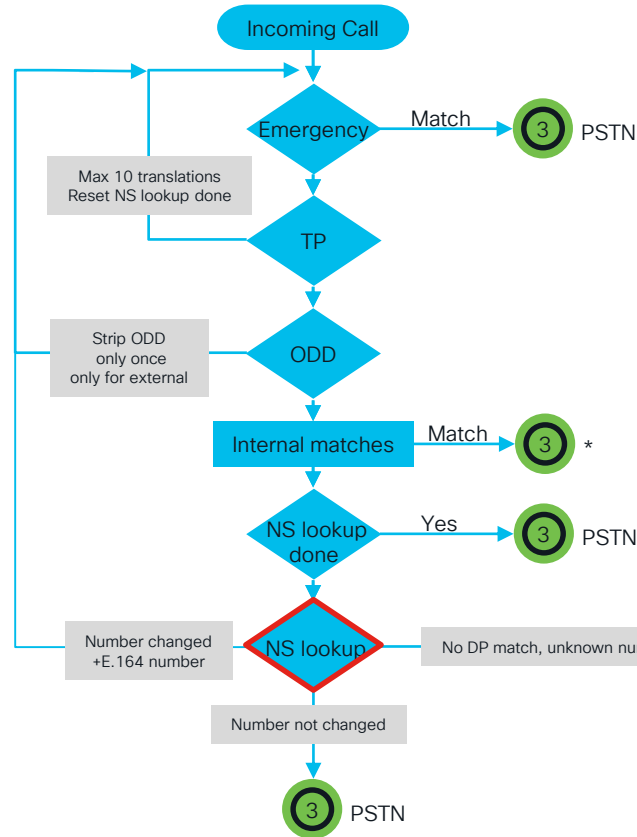 Incoming Call
Emergency
Match
3
PSTN
Max 10 translations
Reset NS lookup done
TP
Strip ODD
only once
only for external
ODD
Internal matches
Match
3
*
NS lookup
done
Yes
3
PSTN
Number changed
+E.164 number
NS lookup
No DP match, unknown
Number not changed
3
PSTN